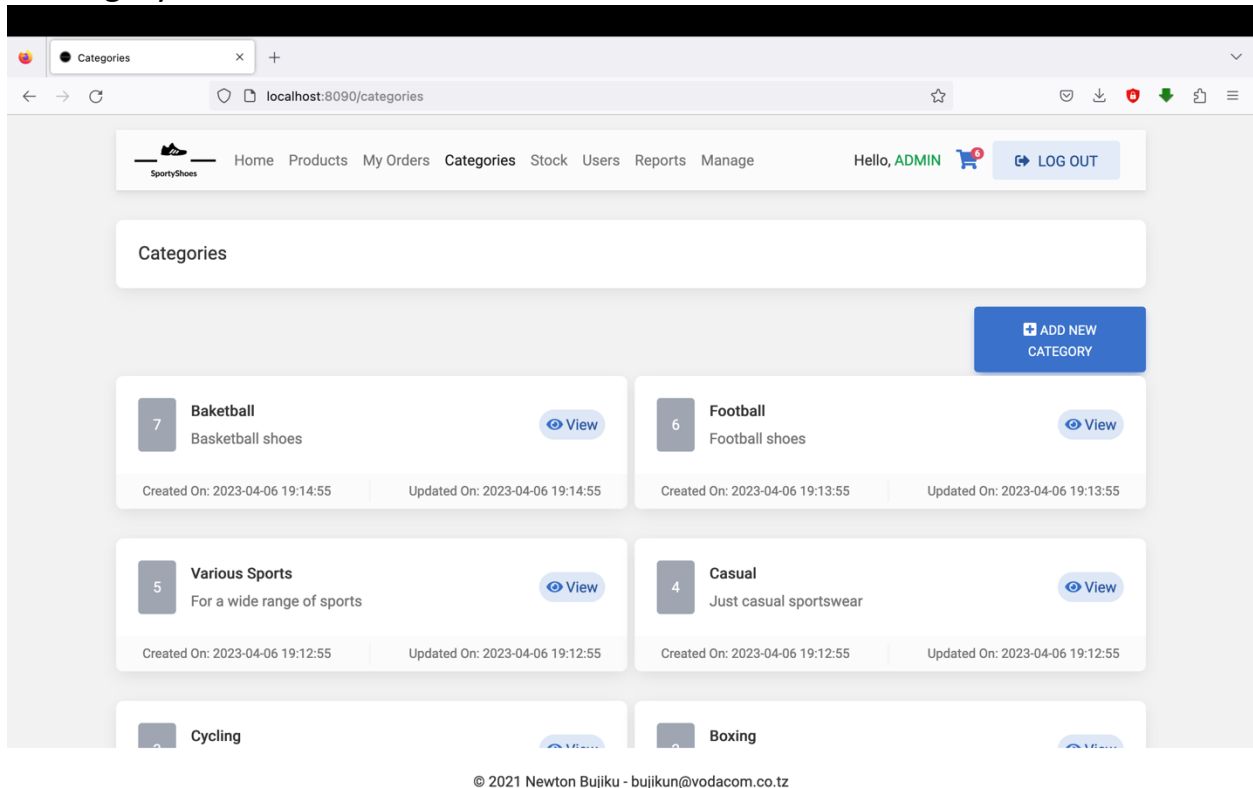 Categories
localhost:8090/categories
SportyShoes
Home Products My Orders Categories Stock Users Reports Manage Hello, ADMIN 6 LOG OUT
Categories
ADD NEW
CATEGORY
7 Baketball View
Basketball shoes
Created On: 2023-04-06 19:14:55 Updated On: 2023-04-06 19:14:55
6 Football View
Football shoes
Created On: 2023-04-06 19:13:55 Updated On: 2023-04-06 19:13:55
5 Various Sports View
For a wide range of sports
Created On: 2023-04-06 19:12:55 Updated On: 2023-04-06 19:12:55
4 Casual View
Just casual sportswear
Created On: 2023-04-06 19:12:55 Updated On: 2023-04-06 19:12:55
Cycling
Boxing
© 2021 Newton Bujiku - bujikun@vodacom.co.tz